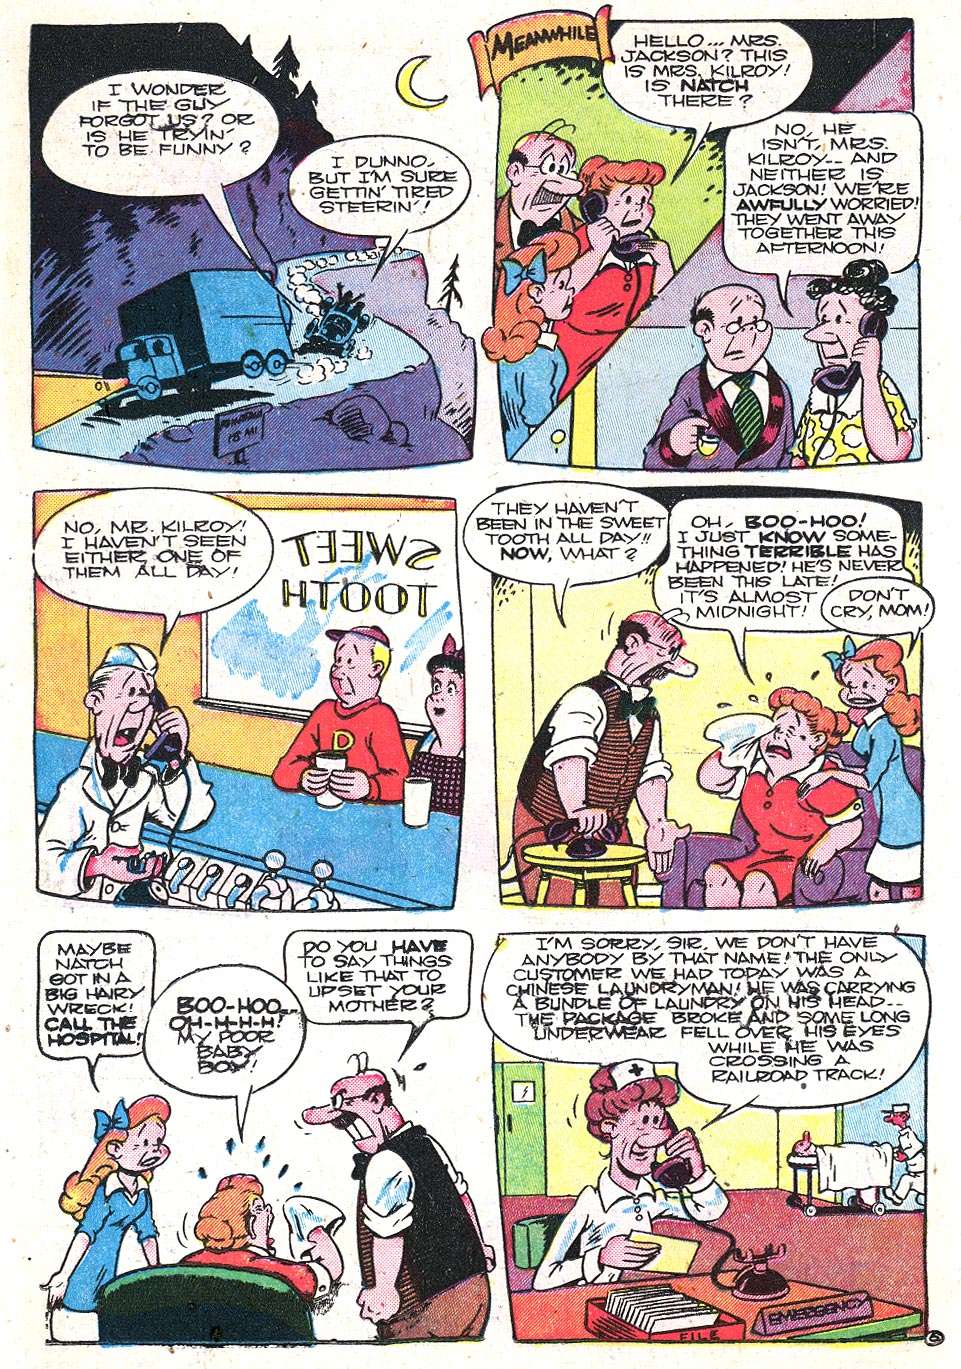 I WONDER
IF THE GUY
FORGOT US? OR
IS HE TRYIN'
TO BE FUNNY?
I DUNNO,
BUT I'M SURE
GETTIN' TIRED
STEERIN'!
MEANWHILE
HELLO... MRS.
JACKSON? THIS
IS MRS. KILROY!
IS NATCH
THERE?
NO, HE
ISN'T, MRS.
KILROY-- AND
NEITHER IS
JACKSON! WE'RE
AWFULLY WORRIED!
THEY WENT AWAY
TOGETHER THIS
AFTERNOON!
NO, MR. KILROY!
I HAVEN'T SEEN
EITHER ONE OF
THEM ALL DAY!
SWEET
TOOTH
D
THEY HAVEN'T
BEEN IN THE SWEET
TOOTH ALL DAY!!
NOW, WHAT?
OH, BOO-HOO!
I JUST KNOW SOME-
THING TERRIBLE HAS
HAPPENED! HE'S NEVER
BEEN THIS LATE!
IT'S ALMOST
MIDNIGHT!
DON'T
CRY, MOM!
MAYBE
NATCH
GOT IN A
BIG HAIRY
WRECK!
CALL THE
HOSPITAL!
BOO-HOO--
OH-H-H-H!
MY POOR
BABY
BOY!
DO YOU HAVE
TO SAY THINGS
LIKE THAT TO
UPSET YOUR
MOTHER?
I'M SORRY, SIR, WE DON'T HAVE
ANYBODY BY THAT NAME! THE ONLY
CUSTOMER WE HAD TODAY WAS A
CHINESE LAUNDRYMAN! HE WAS CARRYING
A BUNDLE OF LAUNDRY ON HIS HEAD--
THE PACKAGE BROKE AND SOME LONG
UNDERWEAR FELL OVER HIS EYES
WHILE HE WAS
CROSSING A
RAILROAD TRACK!
EMERGENCY
FILE